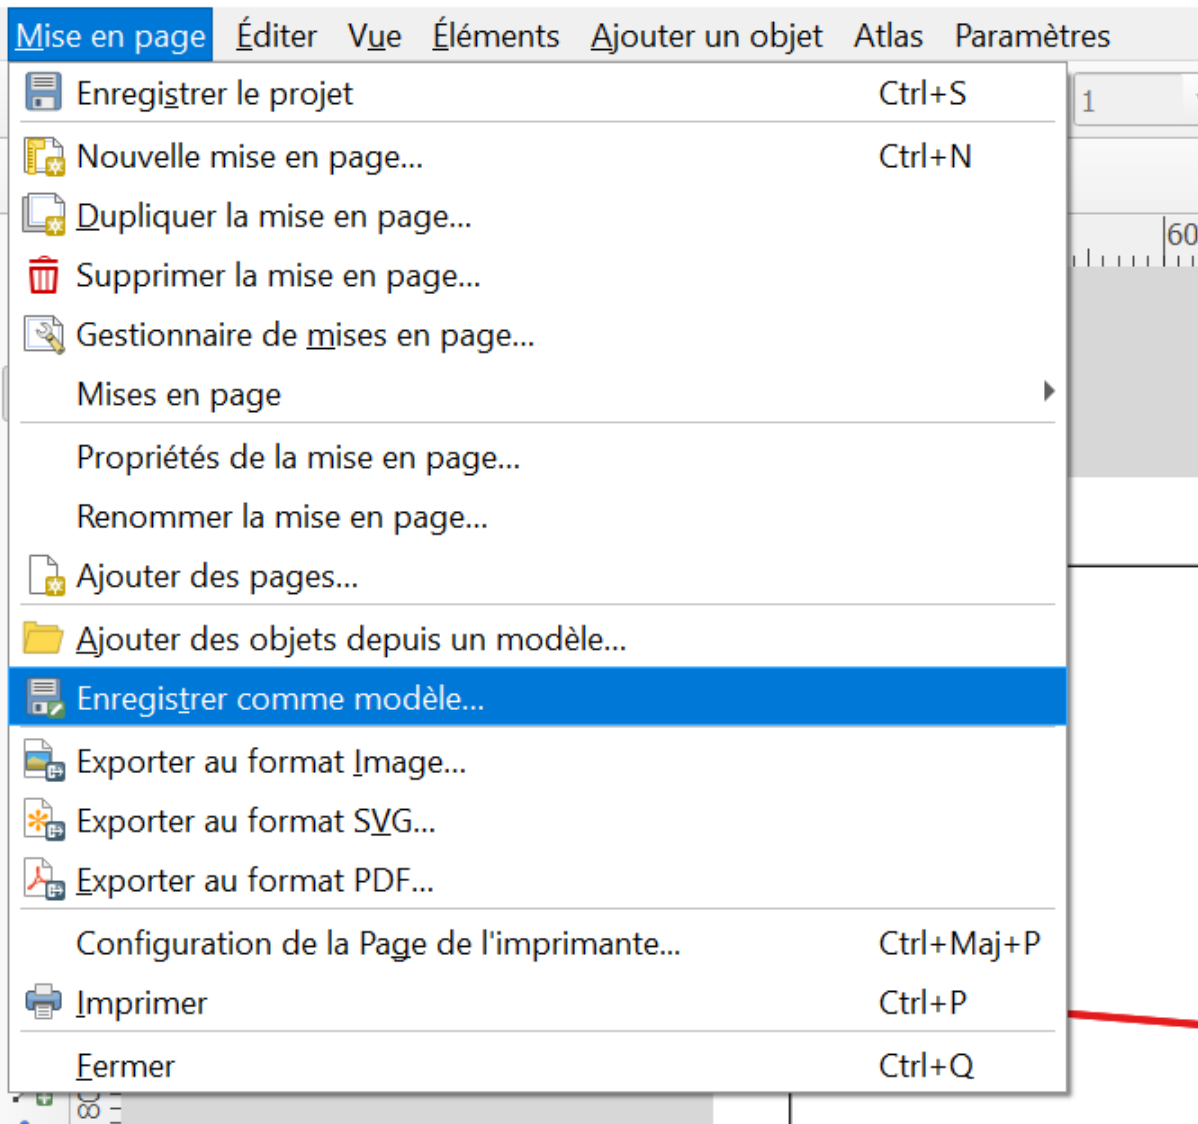 Mise en page Éditer Vue Éléments Ajouter un objet Atlas Paramètres
Enregistrer le projet Ctrl+S
1
Nouvelle mise en page... Ctrl+N
Dupliquer la mise en page...
60
Supprimer la mise en page...
Gestionnaire de mises en page...
Mises en page
Propriétés de la mise en page...
Renommer la mise en page...
Ajouter des pages...
Ajouter des objets depuis un modèle...
Enregistrer comme modèle...
Exporter au format Image...
Exporter au format SVG...
Exporter au format PDF...
Configuration de la Page de l'imprimante... Ctrl+Maj+P
Imprimer Ctrl+P
Fermer Ctrl+Q